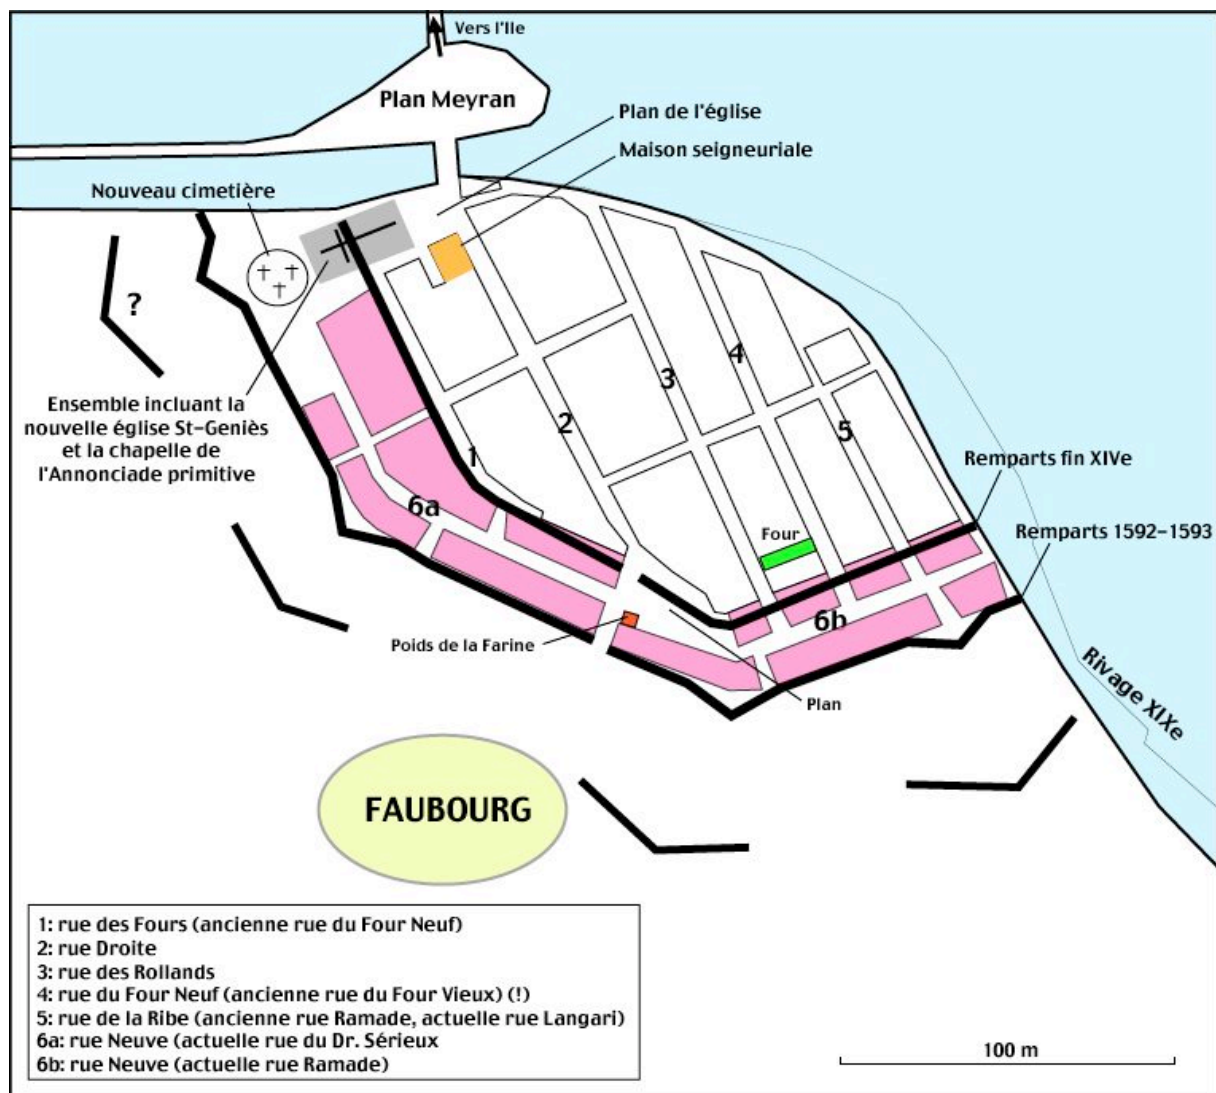 Vers l'Ile
Plan Meyran
Plan de l'église
Maison seigneuriale
Nouveau cimetière
?
4
3
Ensemble incluant la
nouvelle église St-Geniès
et la chapelle de
l'Annonciade primitive
2
5
1
Remparts fin XIVe
6a
Four
Remparts 1592-1593
6b
Poids de la Farine
Plan
Rivage XIXe
FAUBOURG
1: rue des Fours (ancienne rue du Four Neuf)
2: rue Droite
3: rue des Rollands
4: rue du Four Neuf (ancienne rue du Four Vieux) (!)
5: rue de la Ribe (ancienne rue Ramade, actuelle rue Langari)
6a: rue Neuve (actuelle rue du Dr. Sérieux
6b: rue Neuve (actuelle rue Ramade)
100 m